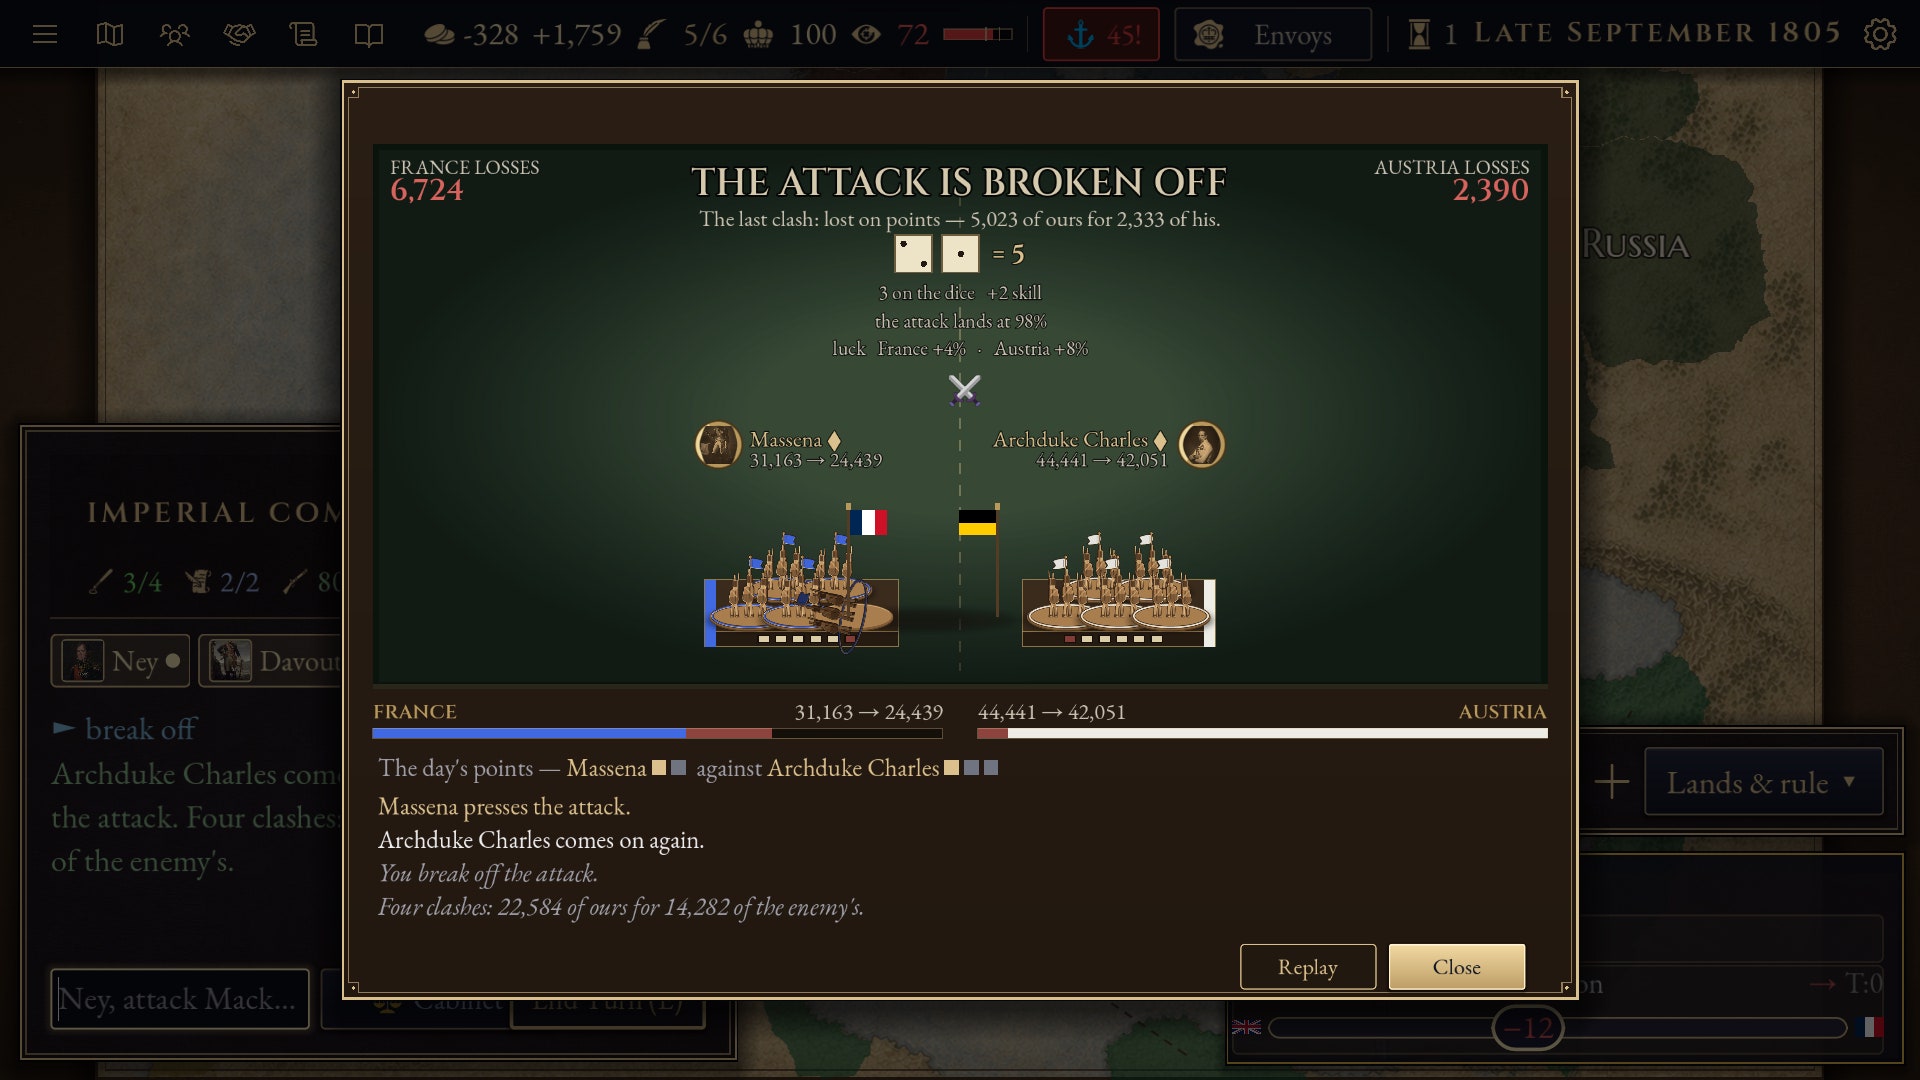 -328 +1,759 5/6 100 72 45! Envoys 1 Late September 1805
FRANCE LOSSES
6,724
THE ATTACK IS BROKEN OFF
AUSTRIA LOSSES
2,390
The last clash: lost on points — 5,023 of ours for 2,333 of his.
= 5
3 on the dice +2 skill
the attack lands at 98%
luck France +4% · Austria +8%
Russia
Massena
31,163 → 24,439
Archduke Charles
44,441 → 42,051
IMPERIAL COM
3/4 2/2 80
Ney
Davout
► break off
Archduke Charles com
the attack. Four clashes:
of the enemy's.
FRANCE 31,163 → 24,439
44,441 → 42,051 AUSTRIA
The day's points — Massena against Archduke Charles
Massena presses the attack.
Archduke Charles comes on again.
You break off the attack.
Four clashes: 22,584 of ours for 14,282 of the enemy's.
Replay Close
Ney, attack Mack...
Cabinet
End Turn (E)
Lands & rule ▼
on → T:0
−12